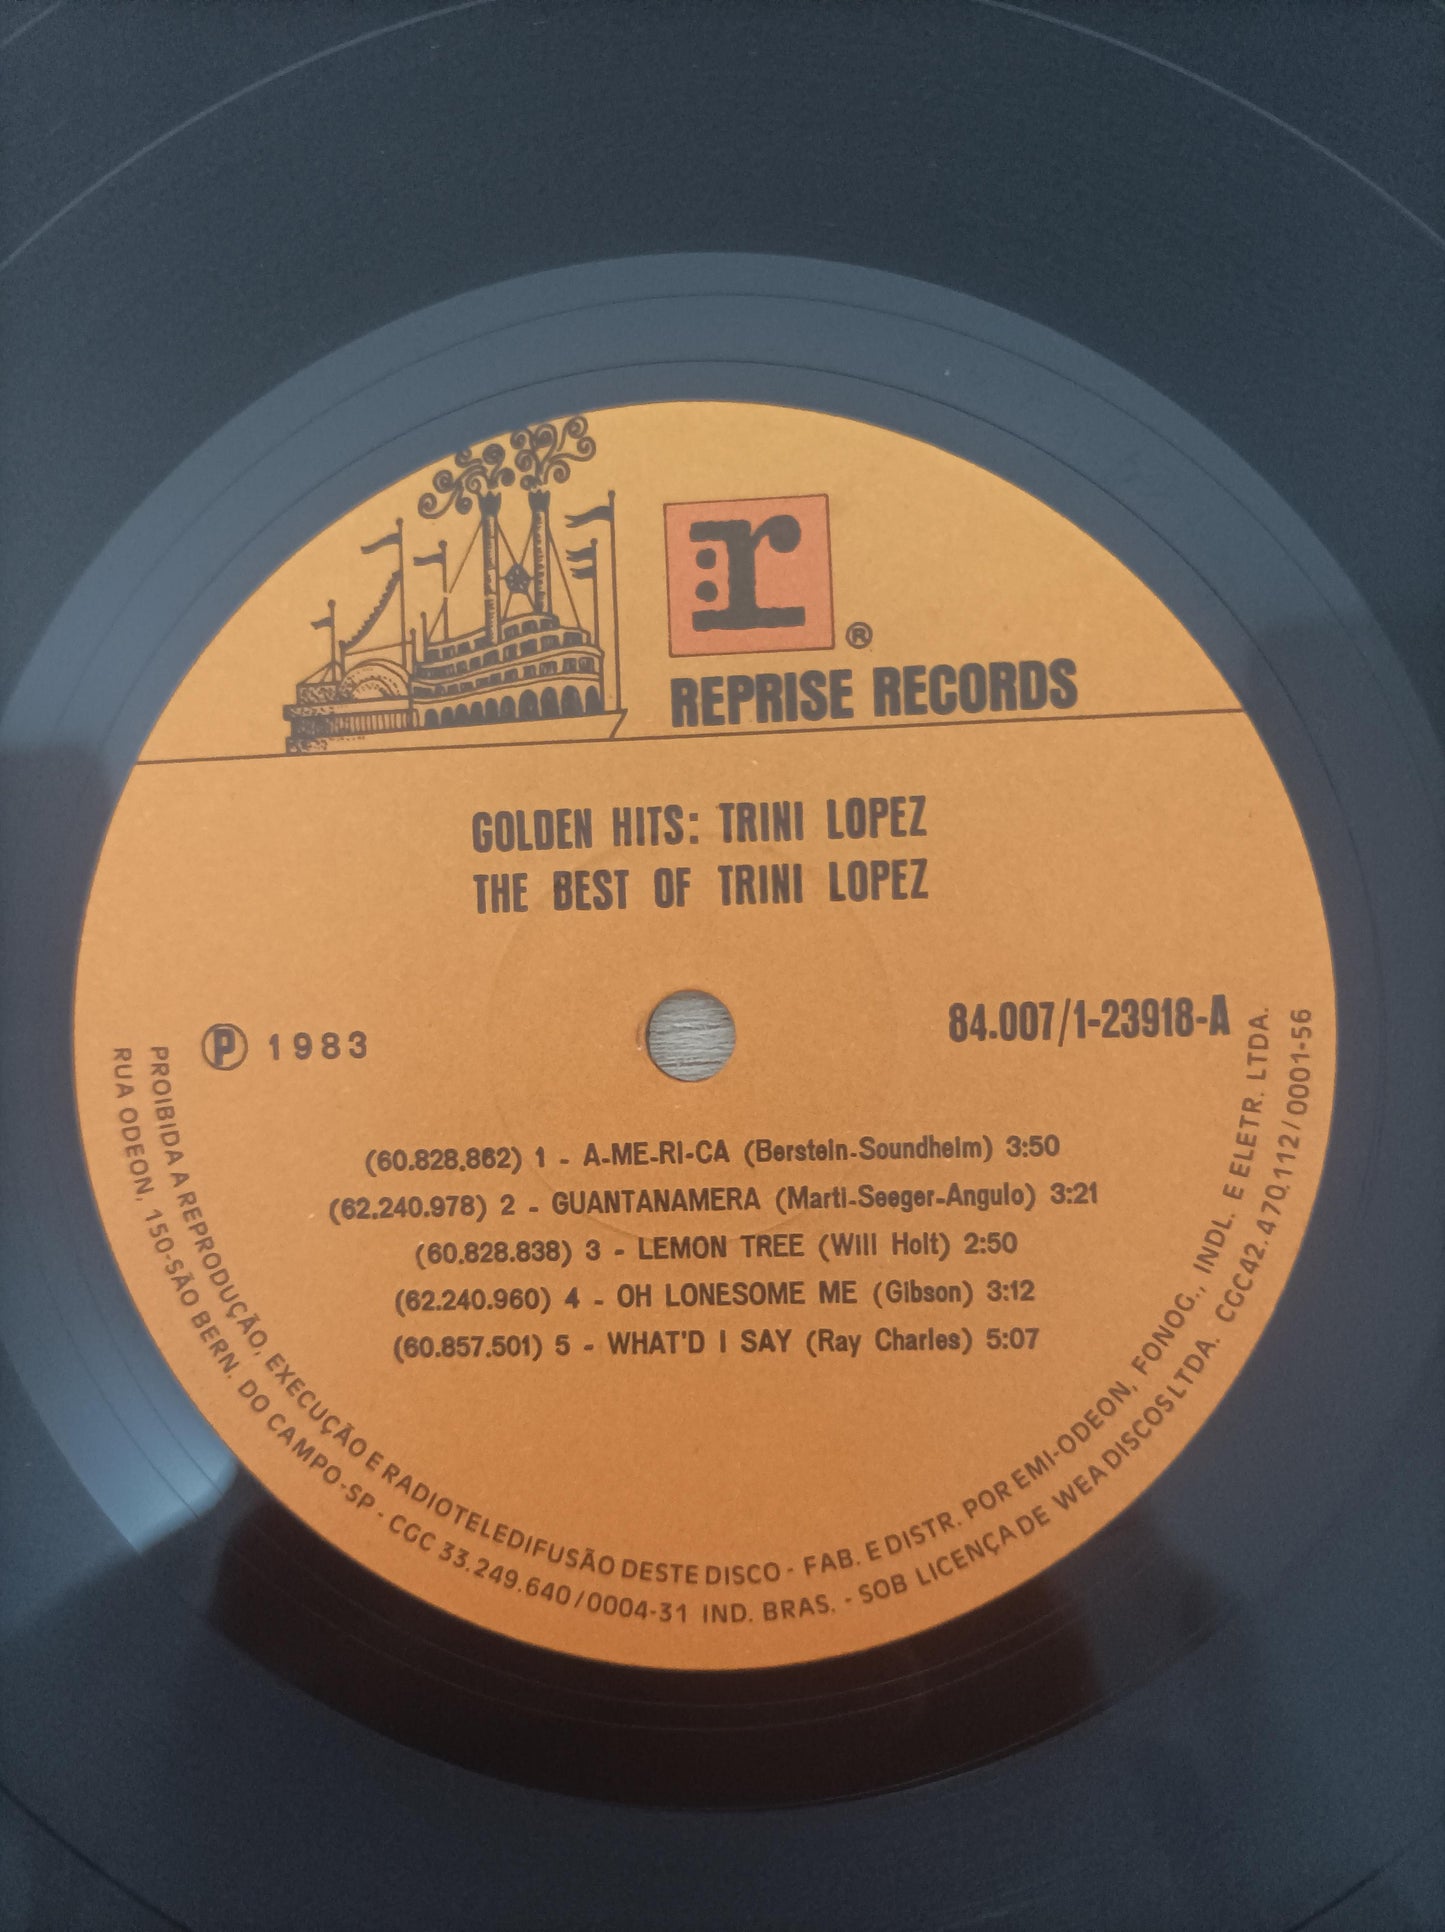 r
®
REPRISE RECORDS
GOLDEN HITS: TRINI LOPEZ
THE BEST OF TRINI LOPEZ
Ⓟ 1983
84.007/1-23918-A
(60.828.862) 1 - A-ME-RI-CA (Berstein-Soundheim) 3:50
(62.240.978) 2 - GUANTANAMERA (Marti-Seeger-Angulo) 3:21
(60.828.838) 3 - LEMON TREE (Will Holt) 2:50
(62.240.960) 4 - OH LONESOME ME (Gibson) 3:12
(60.857.501) 5 - WHAT'D I SAY (Ray Charles) 5:07
PROIBIDA A REPRODUÇÃO, EXECUÇÃO E RADIOTELEDIFUSÃO DESTE DISCO - FAB. E DISTR. POR EMI-ODEON, FONOG., INDL. E ELETR. LTDA.
RUA ODEON, 150-SÃO BERN. DO CAMPO-SP - CGC 33.249.640/0004-31 IND. BRAS. - SOB LICENÇA DE WEA DISCOS LTDA. CGC42.470.112/0001-56